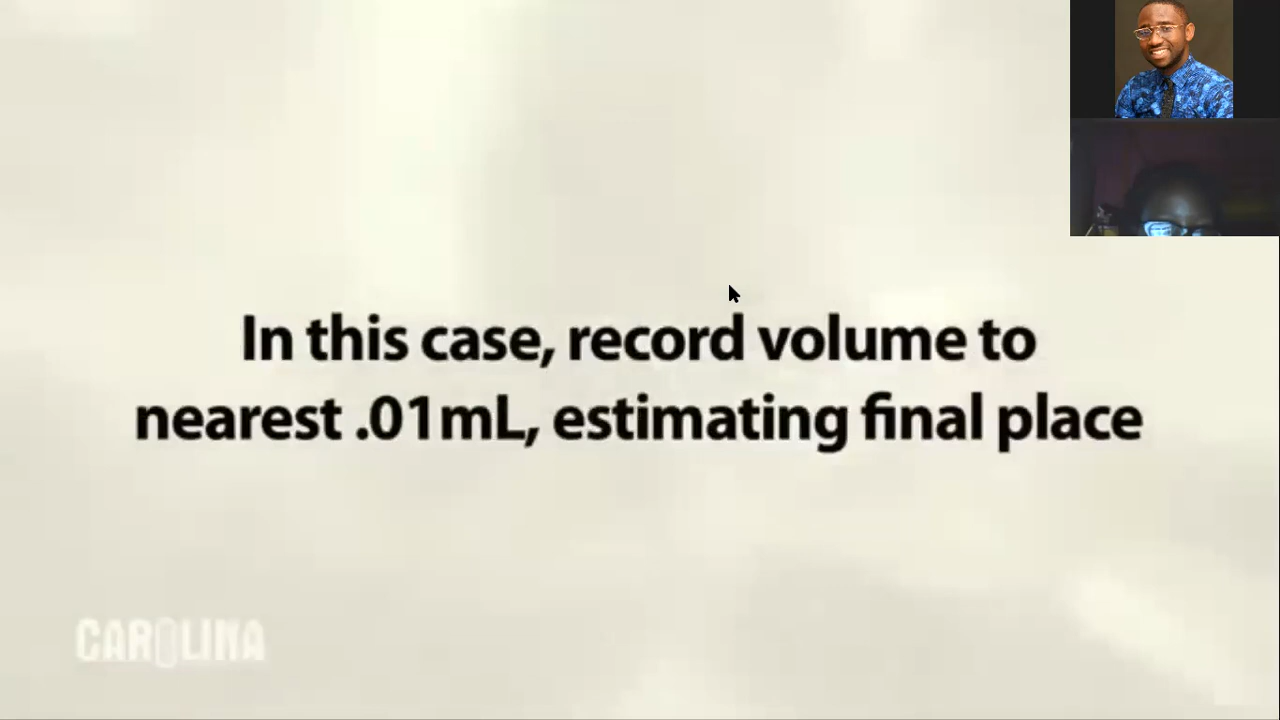 In this case, record volume to
nearest .01mL, estimating final place
CAROLINA